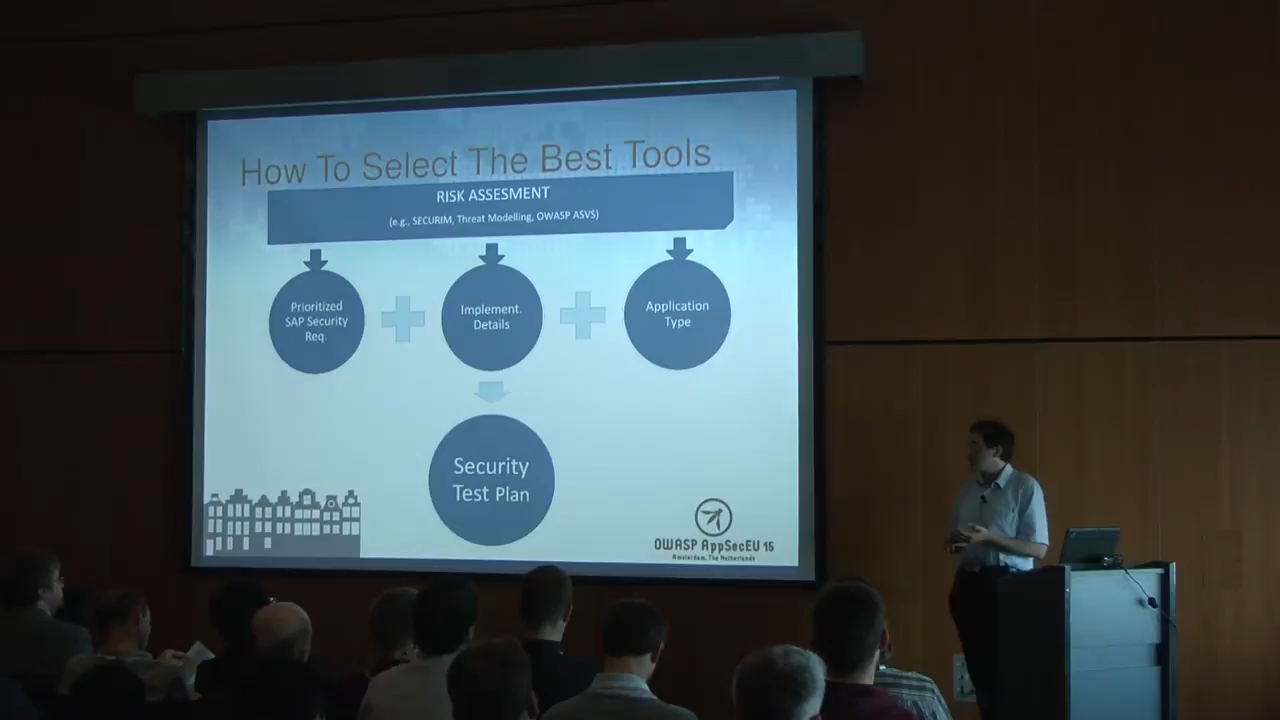 How To Select The Best Tools
RISK ASSESMENT
(e.g., SECURIM, Threat Modelling, OWASP ASVS)
Prioritized
SAP Security
Req.
Implement.
Details
Application
Type
Security
Test Plan
OWASP AppSecEU 15
Amsterdam, The Netherlands